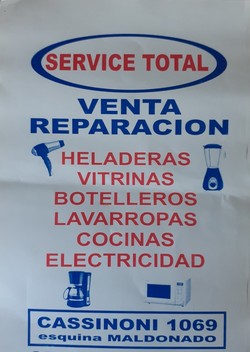 SERVICE TOTAL
VENTA
REPARACION
HELADERAS
VITRINAS
BOTELLEROS
LAVARROPAS
COCINAS
ELECTRICIDAD
CASSINONI 1069
esquina MALDONADO